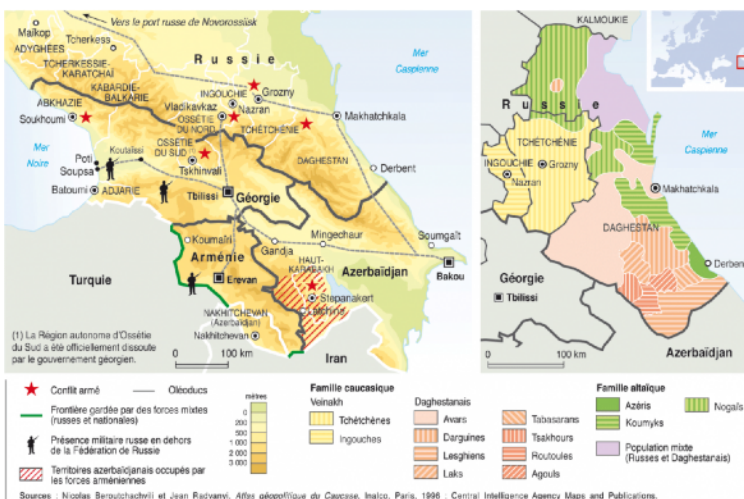 Vers le port russe de Novorossïsk
Maïkop
ADYGHÉES
Tcherkess
TCHERKESSIE-
KARATCHAÏ
KABARDIE-
BALKARIE
Russie
Mer
Caspienne
ABKHAZIE
Soukhoumi
INGOUCHIE
Grozny
Vladikavkaz
Nazran
OSSÉTIE
DU NORD
TCHÉTCHÉNIE
Makhatchkala
OSSÉTIE
DU SUD
Tskhinvali
DAGHESTAN
Derbent
Mer
Noire
Poti
Koutaïssi
Soupsa
Batoumi
ADJARIE
Tbilissi
Géorgie
Koumaïri
Arménie
Gandja
Mingechaur
Soumgaït
Erevan
HAUT-
KARABAKH
Azerbaïdjan
Bakou
Stepanakert
Latchina
Turquie
NAKHITCHEVAN
(Azerbaïdjan)
Nakhitchevan
Iran
(1) La Région autonome d'Ossétie
du Sud a été officiellement dissoute
par le gouvernement géorgien.
0 100 km
KALMOUKIE
Russie
TCHÉTCHÉNIE
INGOUCHIE
Grozny
Nazran
Mer
Caspienne
Makhatchkala
DAGHESTAN
Derbent
Géorgie
Tbilissi
Azerbaïdjan
0 100 km
Conflit armé
Oléoducs
Frontière gardée par des forces mixtes
(russes et nationales)
Présence militaire russe en dehors
de la Fédération de Russie
Territoires azerbaïdjanais occupés par
les forces arméniennes
mètres
0
200
500
1 000
2 000
3 000
Famille caucasique
Veinakh
Tchétchènes
Ingouches
Daghestanais
Avars
Darguines
Lesghiens
Laks
Tabasarans
Tsakhours
Routoules
Agouls
Famille altaïque
Azéris
Koumyks
Nogaïs
Population mixte
(Russes et Daghestanais)
Sources : Nicolas Beroutchachvili et Jean Radvanyi, Atlas géopolitique du Caucase, Inalco, Paris, 1996 ; Central Intelligence Agency Maps and Publications.